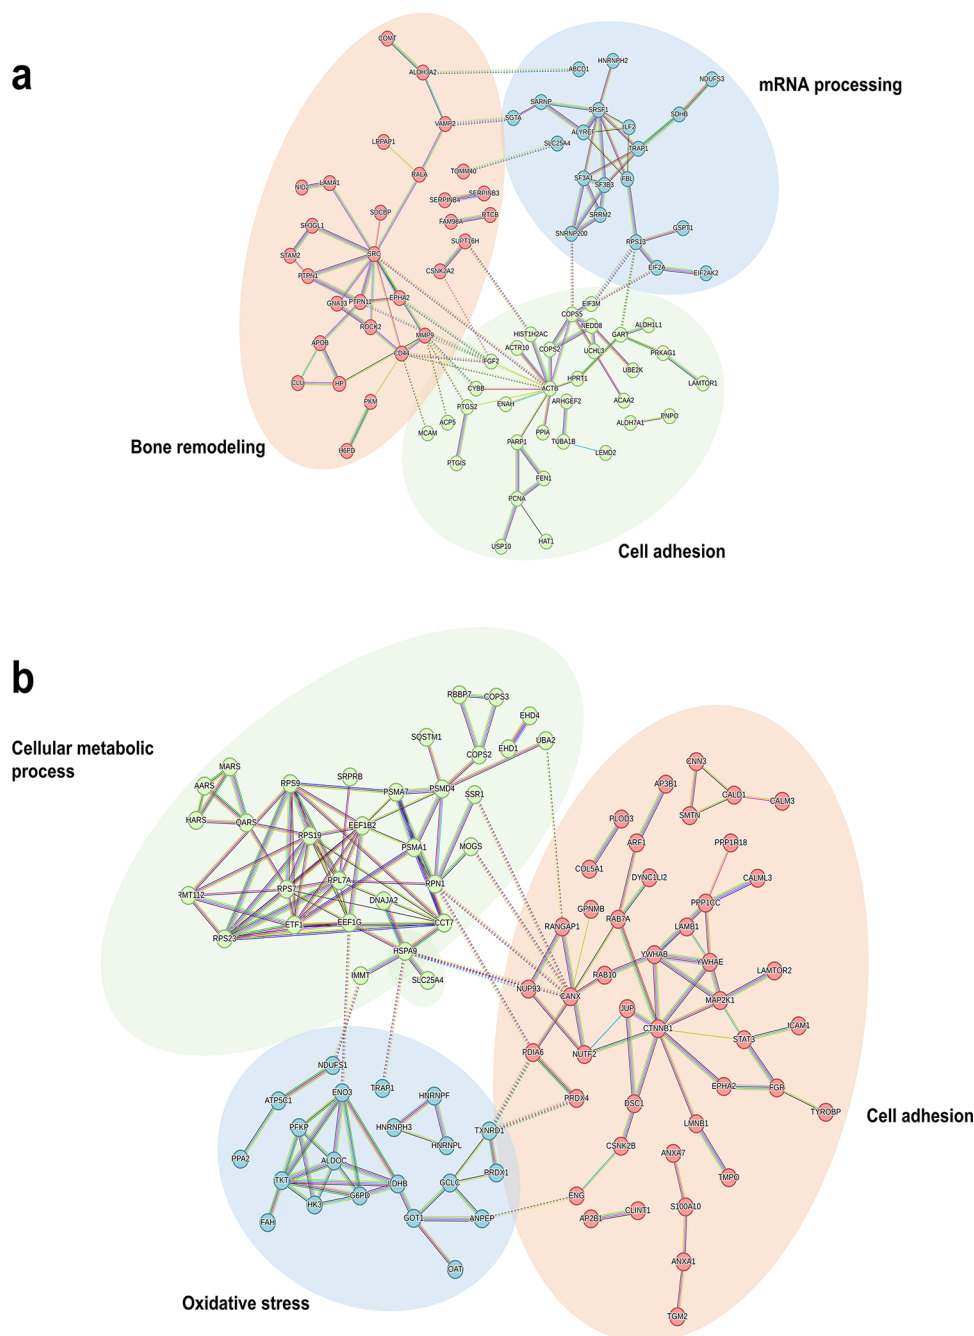 a
COMT
ALDH3A2
ABCD1
HNRNPH2
NDUFS3
mRNA processing
SARNP
SRSF1
SDHB
VAMP2
SGTA
ALYREF
ILF2
LRPAP1
SLC25A4
TRAP1
RALA
TOMM40
SF3A1
SF3B3
FBL
NID2
LAMA1
SERPINB4
SERPINB3
SDCBP
FAM98A
RTCB
SRRM2
SH3GL1
SNRNP200
GSPT1
STAM2
SRC
SUPT16H
RPS13
PTPN1
CSNK2A2
EIF2A
EIF2AK2
GNA13
PTPN11
EPHA2
EIF3M
COPS5
ROCK2
HIST1H2AC
NEDD8
ALDH1L1
APOB
MMP9
ACTR10
COPS2
GART
CD44
FGF2
UCHL3
PRKAG1
CLU
HP
CYBB
ACTB
HPRT1
UBE2K
LAMTOR1
PKM
PTGS2
ENAH
ARHGEF2
ACAA2
ACP5
PNPO
MCAM
PPIA
ALDH7A1
Bone remodeling
H6PD
PARP1
TUBA1B
LEMD2
PTGIS
FEN1
PCNA
Cell adhesion
USP10
HAT1
b
RBBP7
COPS3
EHD4
SQSTM1
UBA2
Cellular metabolic
process
COPS2
EHD1
MARS
CNN3
AARS
RPS9
SRPRB
PSMA7
PSMD4
SSR1
AP3B1
CALD1
CALM3
HARS
QARS
EEF1B2
PLOD3
SMTN
RPS19
PSMA1
MOGS
ARF1
PPP1R18
COL5A1
DYNC1LI2
CALML3
RPL7A
RPN1
RMT112
RPS7
DNAJA2
GPNMB
PPP1CC
ETF1
EEF1G
CCT7
RANGAP1
RAB7A
LAMB1
RPS23
HSPA9
YWHAB
YWHAE
IMMT
SLC25A4
RAB10
LAMTOR2
NUP93
CANX
MAP2K1
JUP
CTNNB1
ICAM1
STAT3
NDUFS1
PDIA6
NUTF2
TRAP1
ENO3
EPHA2
FGR
ATP5C1
HNRNPF
PRDX4
DSC1
TYROBP
Cell adhesion
PFKP
HNRNPH3
TXNRD1
LMNB1
PPA2
HNRNPL
CSNK2B
ALDOC
ANXA7
TKT
LDHB
GCLC
PRDX1
TMPO
HK3
G6PD
ENG
S100A10
FAH
GOT1
ANPEP
AP2B1
CLINT1
OAT
ANXA1
Oxidative stress
TGM2